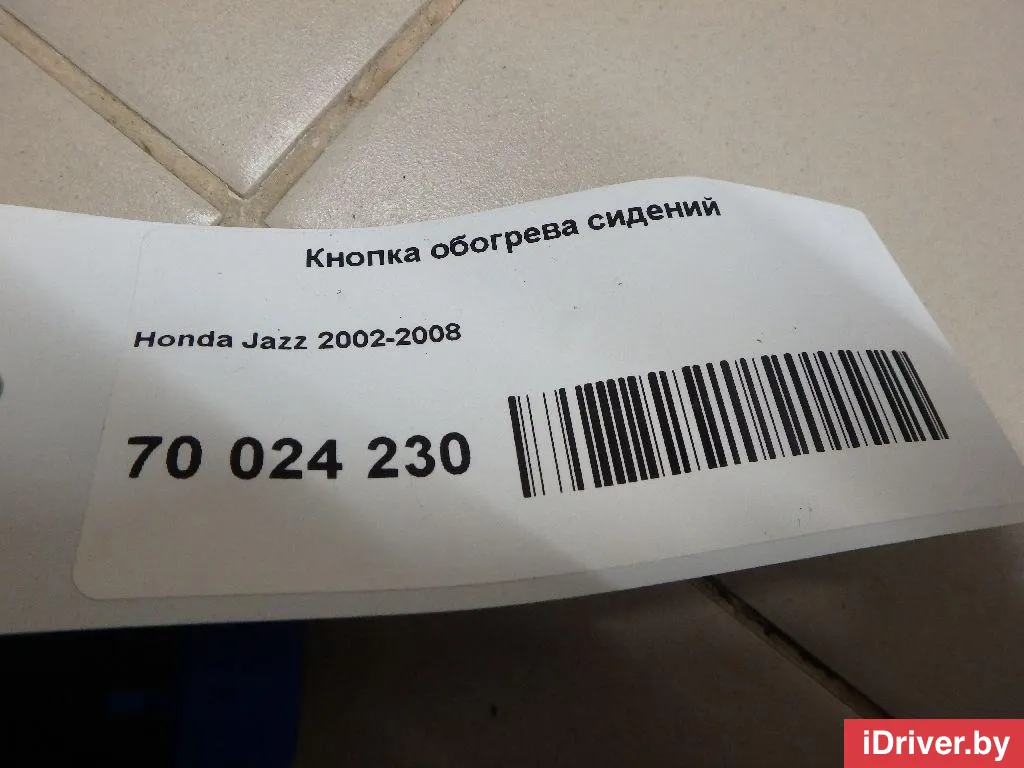 Кнопка обогрева сидений
Honda Jazz 2002-2008
70 024 230
iDriver.by